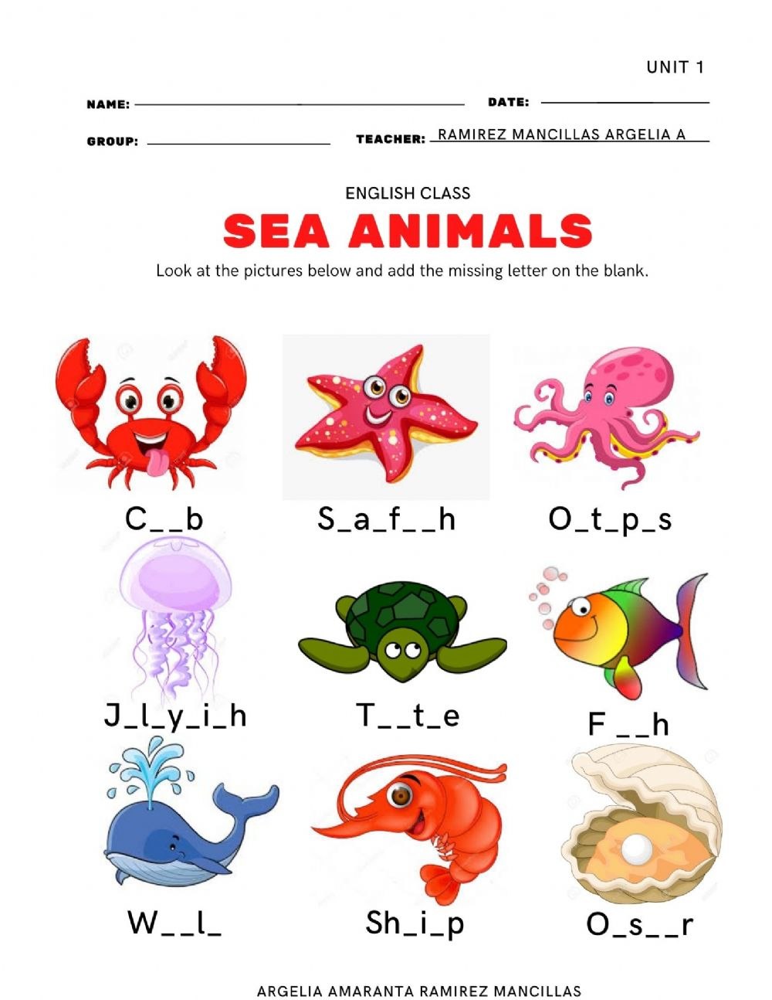 UNIT 1
NAME: DATE:
GROUP: TEACHER: RAMIREZ MANCILLAS ARGELIA A
ENGLISH CLASS
SEA ANIMALS
Look at the pictures below and add the missing letter on the blank.
C__b S_a_f__h O_t_p_s
J_l_y_i_h T__t_e F __h
W__l_ Sh_i_p O_s__r
ARGELIA AMARANTA RAMIREZ MANCILLAS